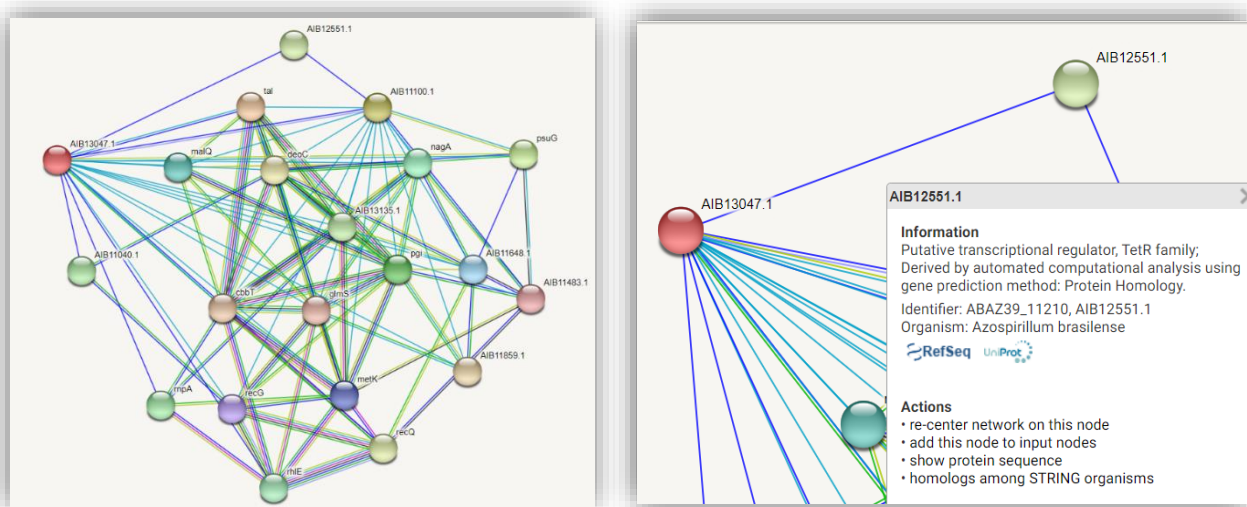 AIB12551.1
tal
AIB11100.1
AIB13047.1
malQ
deoC
nagA
psuG
AIB13135.1
AIB11040.1
pgi
AIB11648.1
cbbT
glmS
AIB11483.1
AIB11859.1
rnpA
recG
metK
recQ
rhlE
AIB12551.1
AIB13047.1
AIB12551.1
Information
Putative transcriptional regulator, TetR family;
Derived by automated computational analysis using
gene prediction method: Protein Homology.
Identifier: ABAZ39_11210, AIB12551.1
Organism: Azospirillum brasilense
RefSeq UniProt
Actions
• re-center network on this node
• add this node to input nodes
• show protein sequence
• homologs among STRING organisms